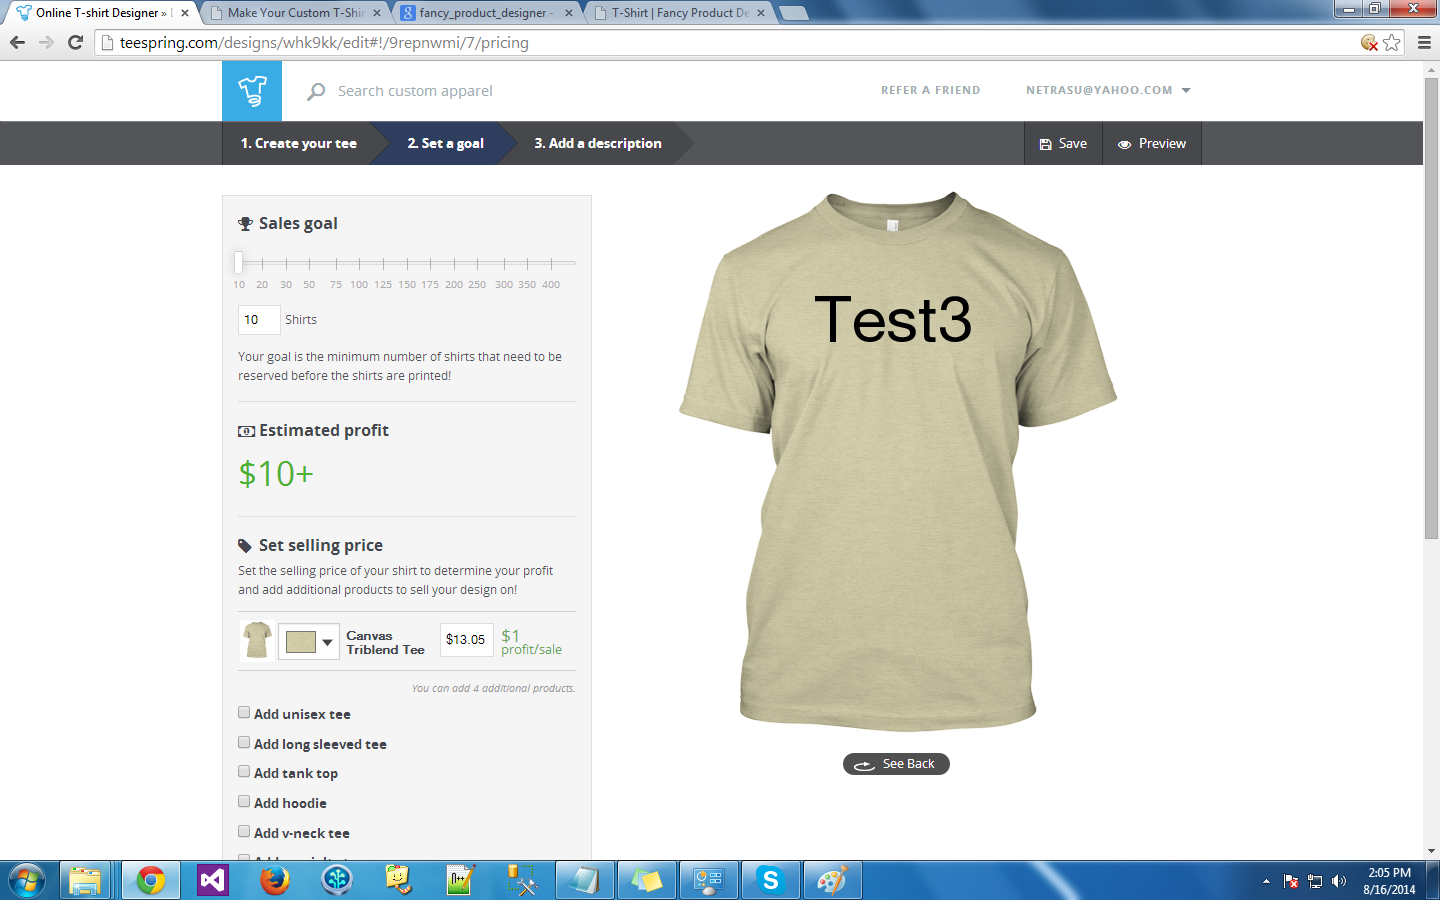 Online T-shirt Designer »
Make Your Custom T-Shir
fancy_product_designer -
T-Shirt | Fancy Product De
teespring.com/designs/whk9kk/edit#!/9repnwmi/7/pricing
Search custom apparel
REFER A FRIEND
NETRASU@YAHOO.COM
1. Create your tee
2. Set a goal
3. Add a description
Save
Preview
Sales goal
10 20 30 50 75 100 125 150 175 200 250 300 350 400
10 Shirts
Your goal is the minimum number of shirts that need to be
reserved before the shirts are printed!
Estimated profit
$10+
Set selling price
Set the selling price of your shirt to determine your profit
and add additional products to sell your design on!
Canvas
Triblend Tee
$13.05
$1
profit/sale
You can add 4 additional products.
Add unisex tee
Add long sleeved tee
Add tank top
Add hoodie
Add v-neck tee
Test3
See Back
2:05 PM
8/16/2014